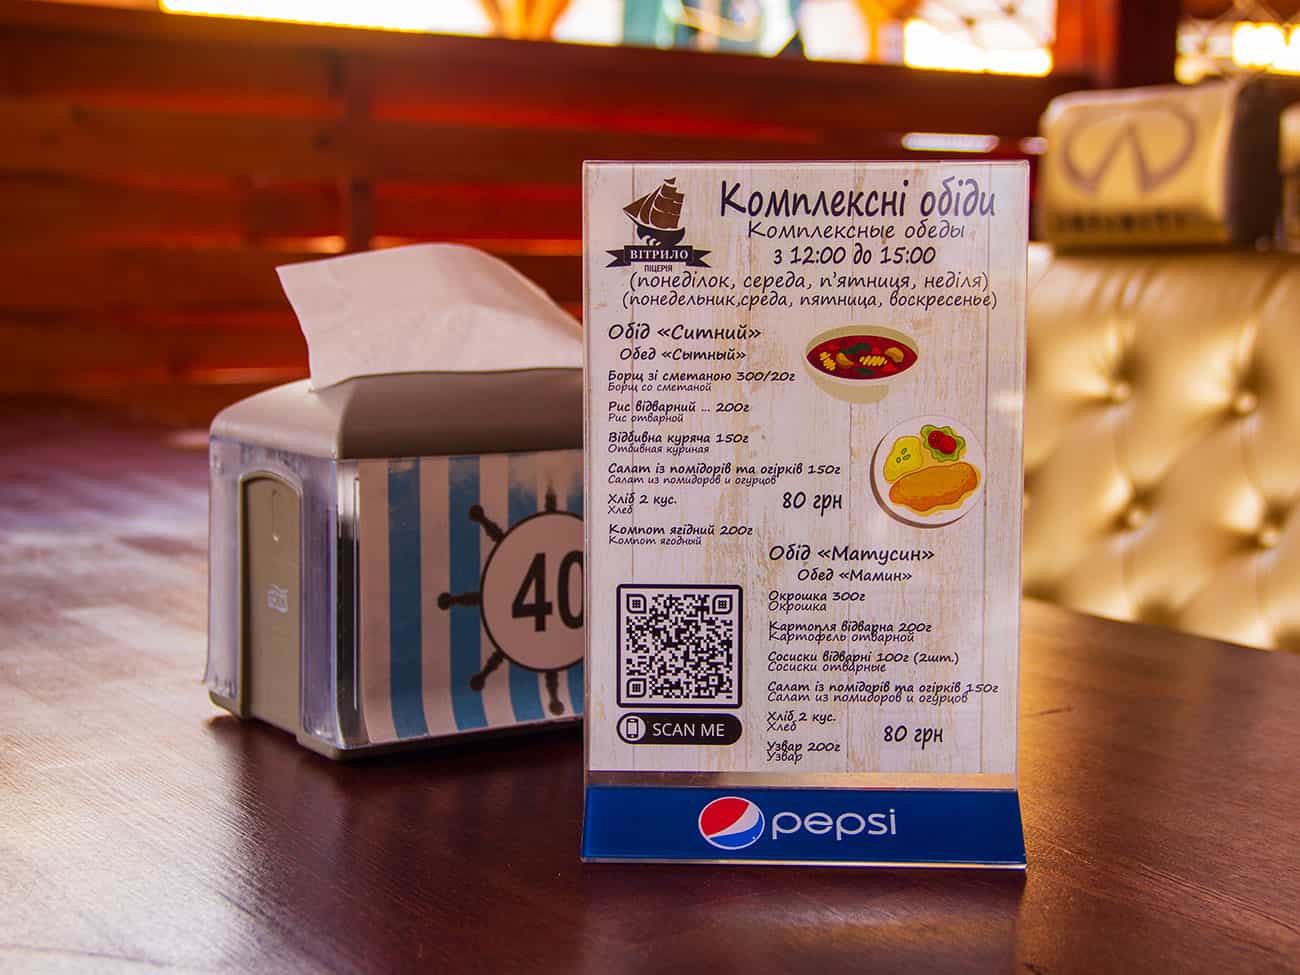 Комплексні обіди
Комплексные обеды
з 12:00 до 15:00
(понеділок, середа, п'ятниця, неділя)
(понедельник,среда, пятница, воскресенье)
ВІТРИЛО
ПІЦЕРІЯ
Обід «Ситний»
Обед «Сытный»
Борщ зі сметаною 300/20г
Борщ со сметаной
Рис відварний ... 200г
Рис отварной
Відбивна куряча 150г
Отбивная куриная
Салат із помідорів та огірків 150г
Салат из помидоров и огурцов
Хліб 2 кус.
Хлеб
80 грн
Компот ягідний 200г
Компот ягодный
Обід «Матусин»
Обед «Мамин»
Окрошка 300г
Окрошка
Картопля відварна 200г
Картофель отварной
Сосиски відварні 100г (2шт.)
Сосиски отварные
Салат із помідорів та огірків 150г
Салат из помидоров и огурцов
Хліб 2 кус.
Хлеб
80 грн
Узвар 200г
Узвар
SCAN ME
pepsi
40